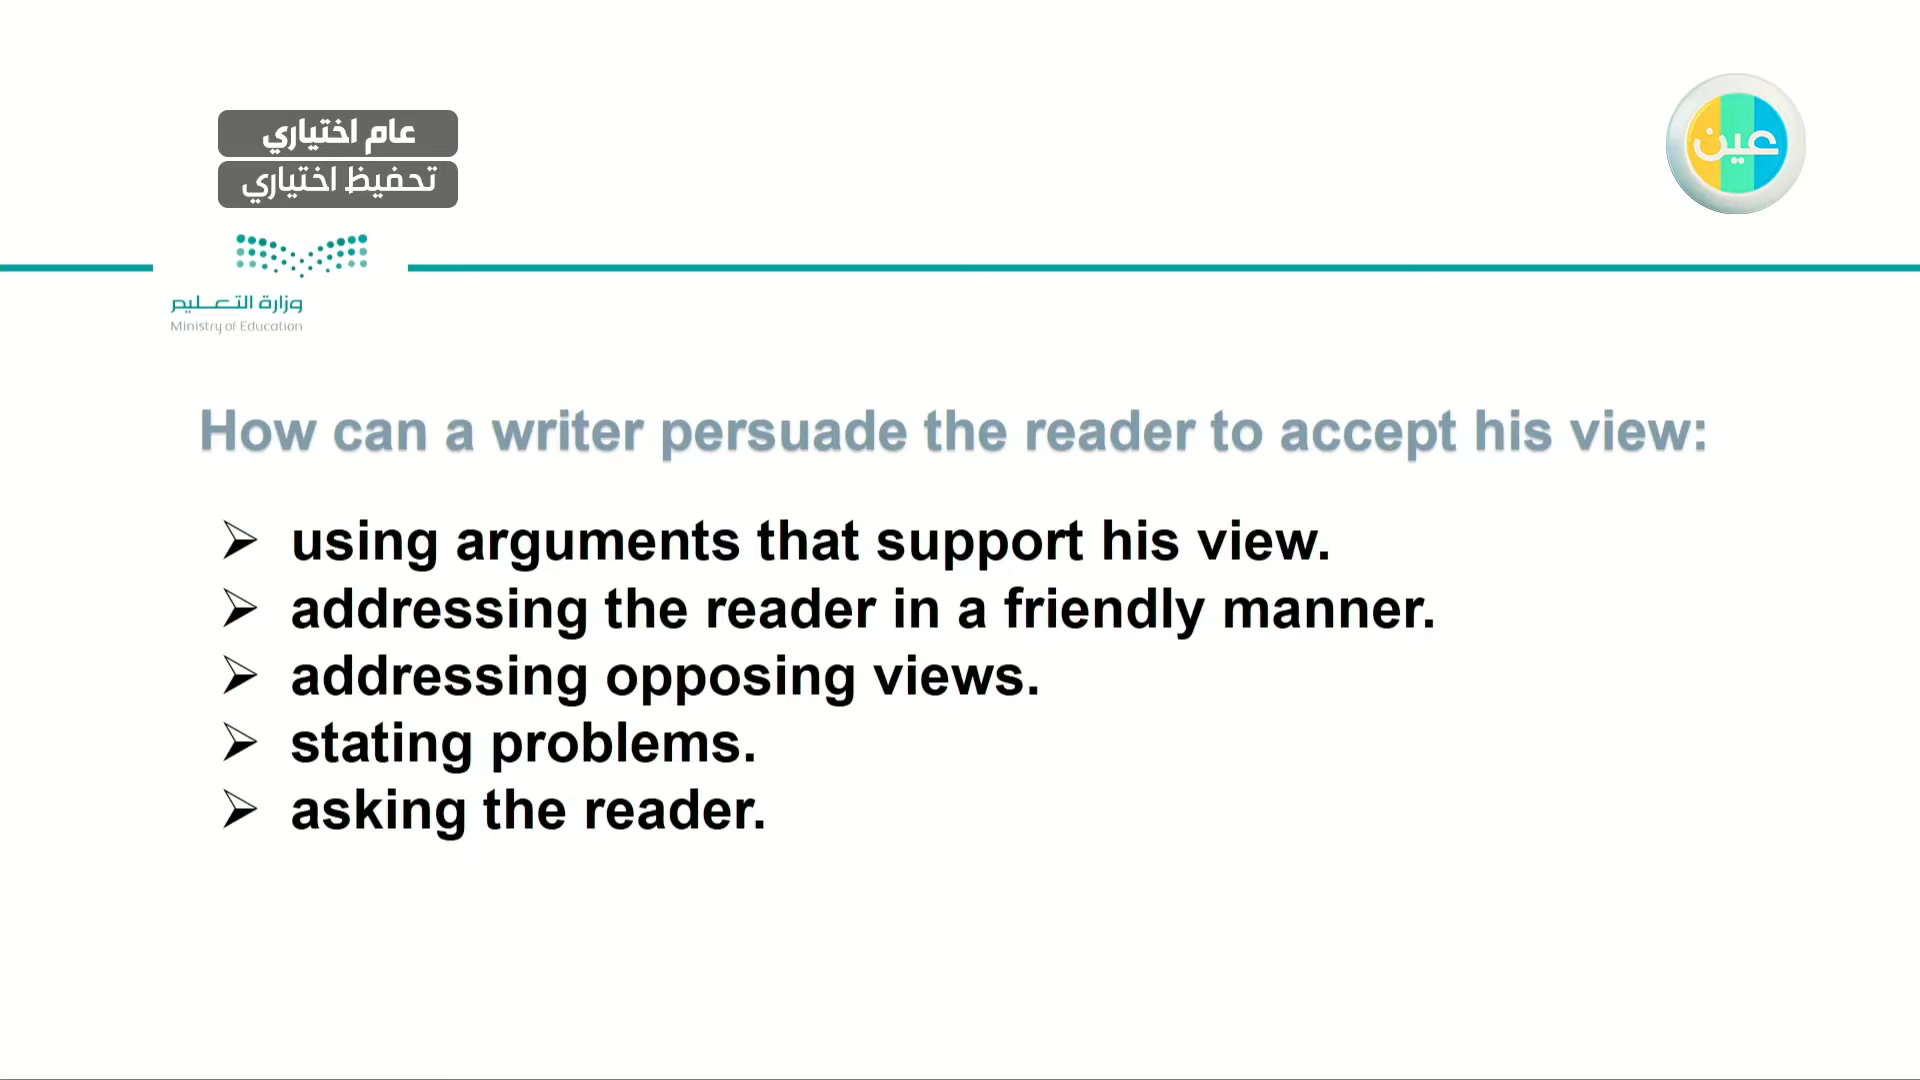 عام اختياري
تحفيظ اختياري
عين
وزارة التعليم
Ministry of Education
How can a writer persuade the reader to accept his view:
➢ using arguments that support his view.
➢ addressing the reader in a friendly manner.
➢ addressing opposing views.
➢ stating problems.
➢ asking the reader.